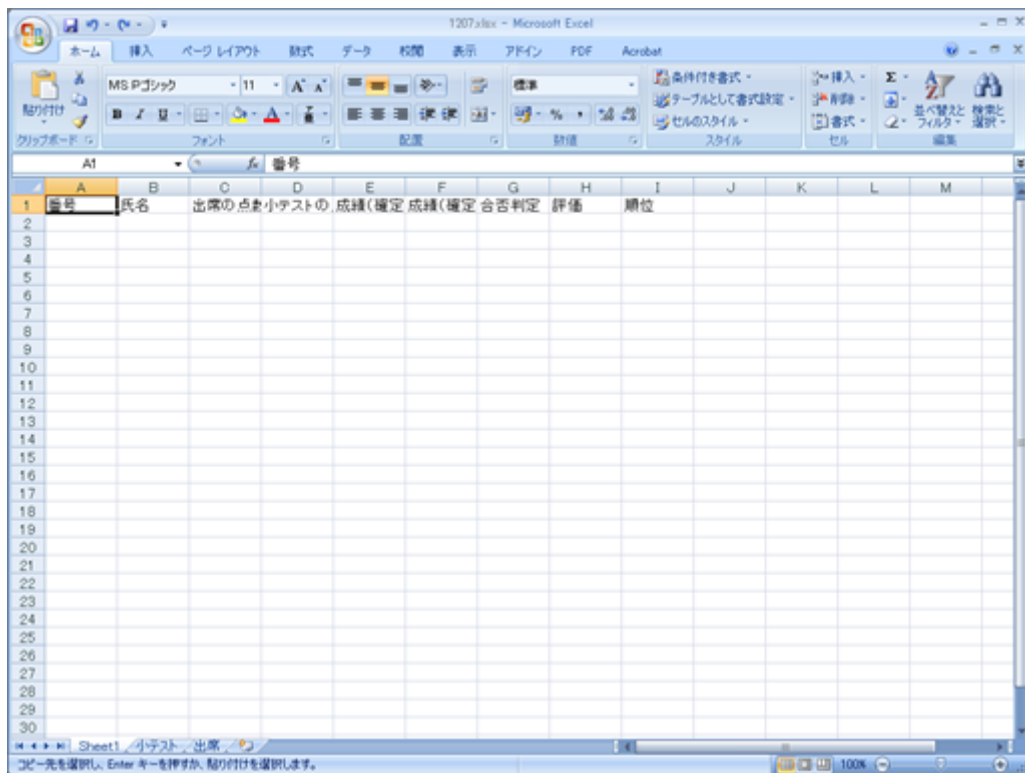 1207.xlsx - Microsoft Excel
ホーム 挿入 ページ レイアウト 数式 データ 校閲 表示 アドイン PDF Acrobat
貼り付け
MS Pゴシック 11
B I U
標準
%
条件付き書式
テーブルとして書式設定
セルのスタイル
挿入
削除
書式
Σ
並べ替えと フィルタ
検索と 選択
クリップボード フォント 配置 数値 スタイル セル 編集
A1 fx 番号
A B C D E F G H I J K L M
1 番号 氏名 出席の点ま 小テストの 成績(確定 成績(確定 合否判定 評価 順位
2
3
4
5
6
7
8
9
10
11
12
13
14
15
16
17
18
19
20
21
22
23
24
25
26
27
28
29
30
Sheet1 小テスト 出席
コピー先を選択し、Enter キーを押すか、貼り付けを選択します。 100%